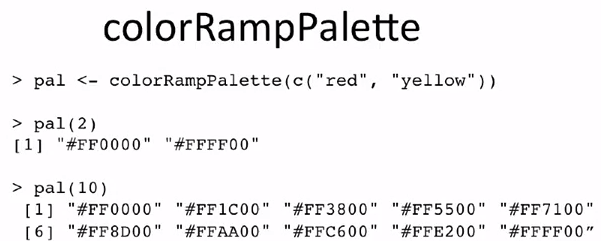 colorRampPalette
> pal <- colorRampPalette(c("red", "yellow"))
> pal(2)
[1] "#FF0000" "#FFFF00"
> pal(10)
[1] "#FF0000" "#FF1C00" "#FF3800" "#FF5500" "#FF7100"
[6] "#FF8D00" "#FFAA00" "#FFC600" "#FFE200" "#FFFF00”